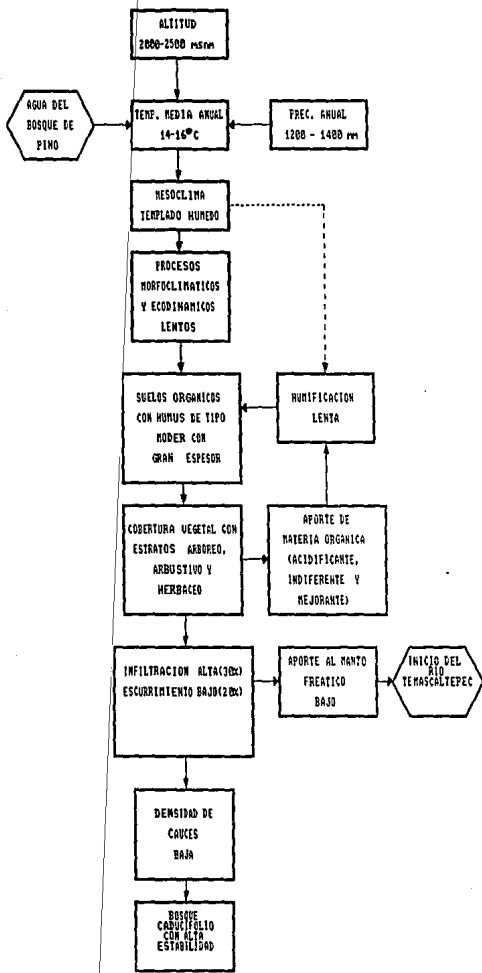 ALTITUD
2000-2500 msnm
AGUA DEL
BOSQUE DE
PINO
TEMP. MEDIA ANUAL
14-16°C
PREC. ANUAL
1200 - 1400 mm
MESOCLIMA
TEMPLADO HUMEDO
PROCESOS
MORFOCLIMATICOS
Y ECODINAMICOS
LENTOS
SUELOS ORGANICOS
CON HUMUS DE TIPO
MODER CON
GRAN ESPESOR
HUMIFICACION
LENTA
COBERTURA VEGETAL CON
ESTRATOS ARBOREO,
ARBUSTIVO Y
HERBACEO
APORTE DE
MATERIA ORGANICA
(ACIDIFICANTE,
INDIFERENTE Y
MEJORANTE)
INFILTRACION ALTA(30%)
ESCURRIMIENTO BAJO(20%)
APORTE AL MANTO
FREATICO
BAJO
INICIO DEL
RIO
TEMASCALTEPEC
DENSIDAD DE
CAUCES
BAJA
BOSQUE
CADUCIFOLIO
CON ALTA
ESTABILIDAD